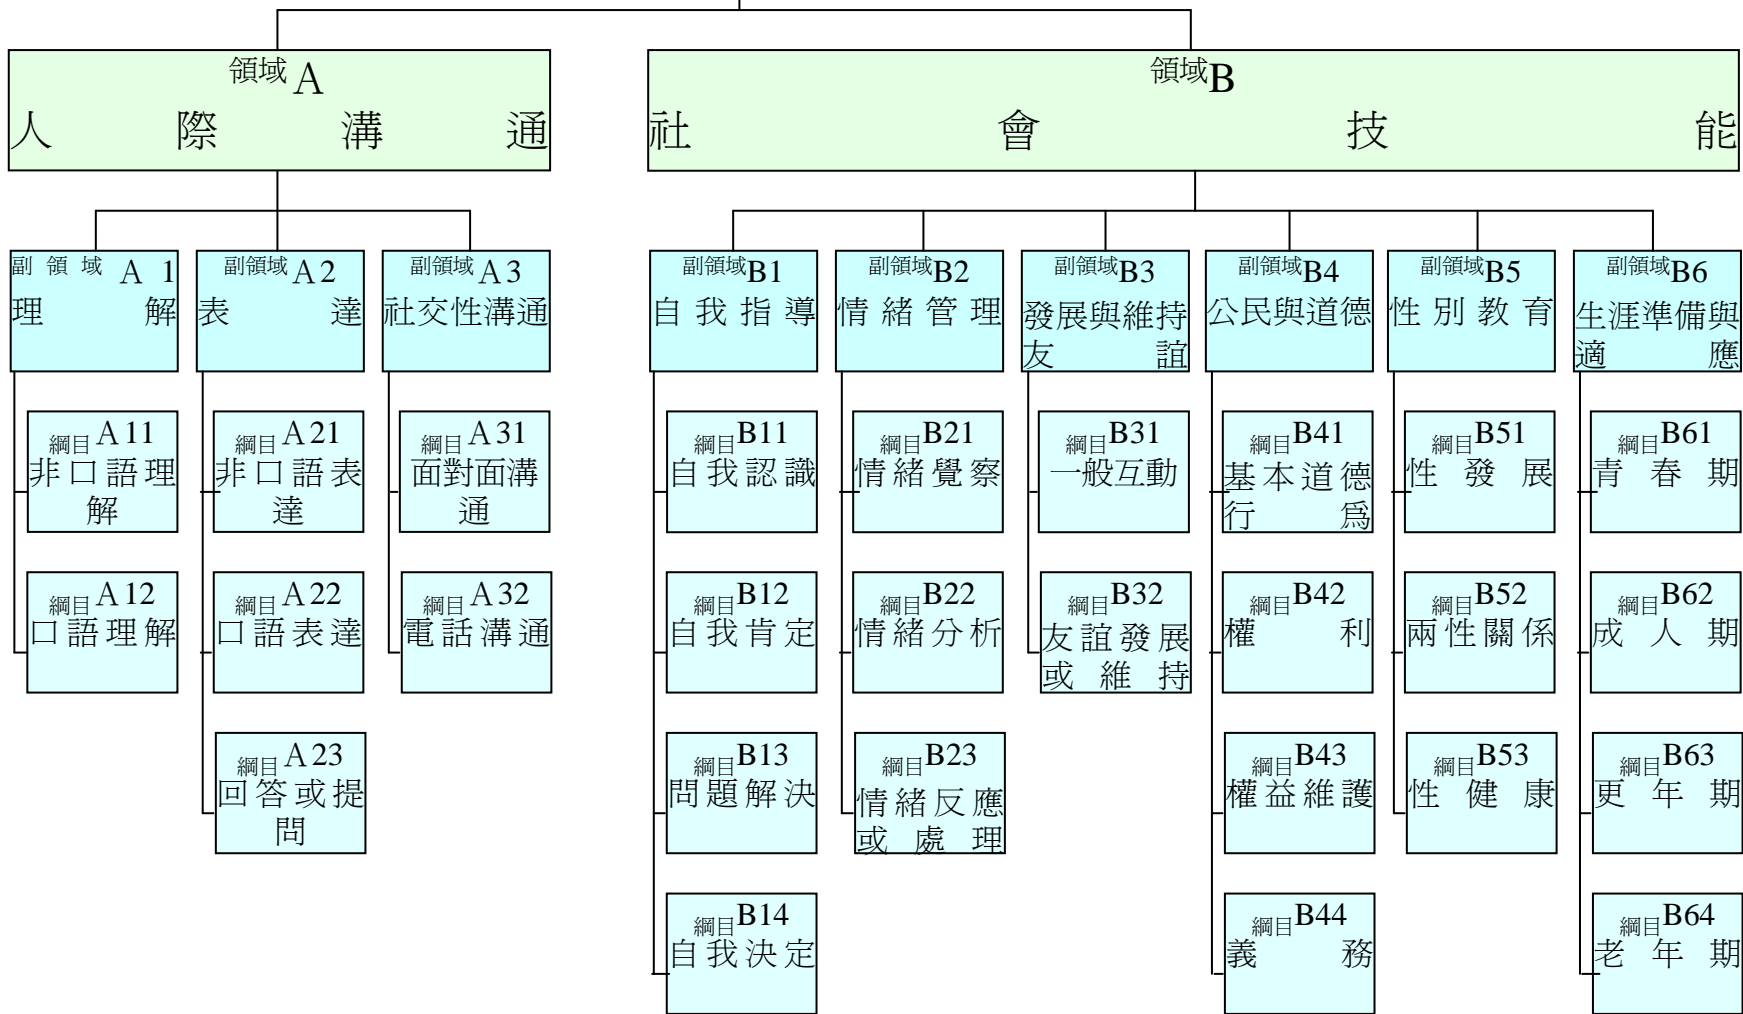 領域A
人際溝通
領域B
社會技能
副領域A1
理解
副領域A2
表達
副領域A3
社交性溝通
副領域B1
自我指導
副領域B2
情緒管理
副領域B3
發展與維持
友誼
副領域B4
公民與道德
副領域B5
性別教育
副領域B6
生涯準備與
適應
綱目A11
非口語理
解
綱目A21
非口語表
達
綱目A31
面對面溝
通
綱目B11
自我認識
綱目B21
情緒覺察
綱目B31
一般互動
綱目B41
基本道德
行為
綱目B51
性發展
綱目B61
青春期
綱目A12
口語理解
綱目A22
口語表達
綱目A32
電話溝通
綱目B12
自我肯定
綱目B22
情緒分析
綱目B32
友誼發展
或維持
綱目B42
權利
綱目B52
兩性關係
綱目B62
成人期
綱目A23
回答或提
問
綱目B13
問題解決
綱目B23
情緒反應
或處理
綱目B43
權益維護
綱目B53
性健康
綱目B63
更年期
綱目B14
自我決定
綱目B44
義務
綱目B64
老年期